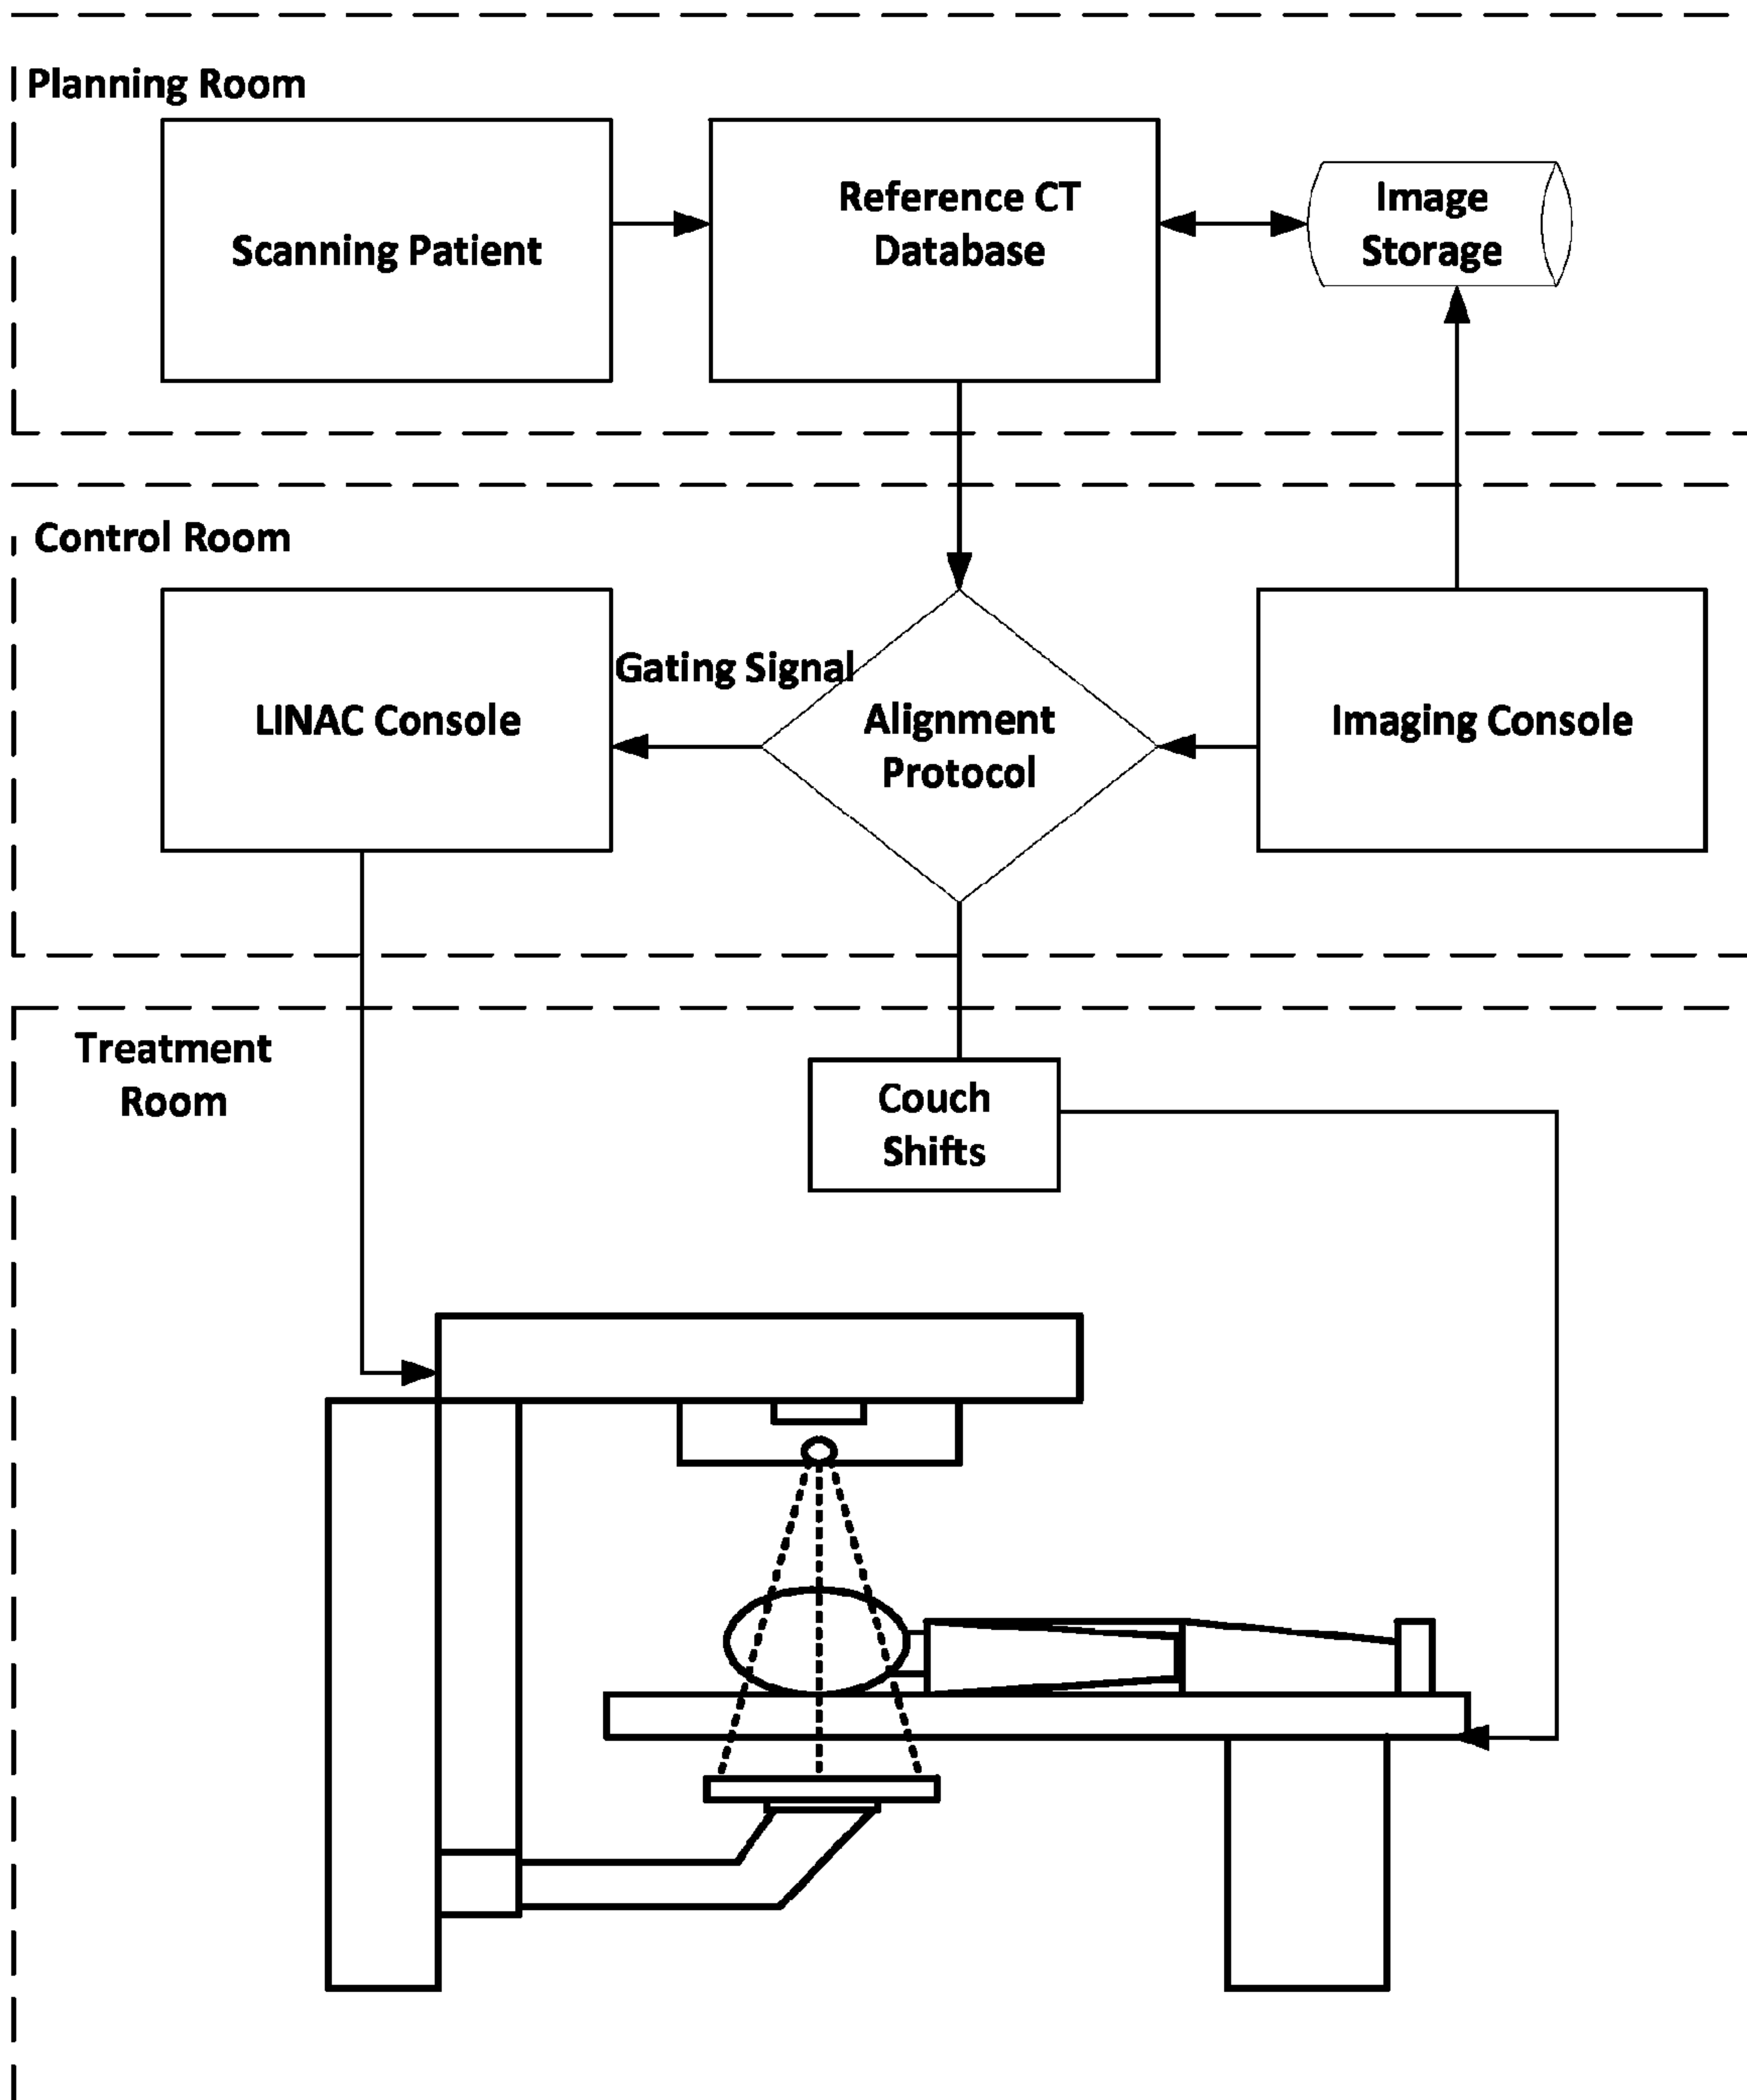 Planning Room
Scanning Patient
Reference CT
Database
Image
Storage
Control Room
LINAC Console
Gating Signal
Alignment
Protocol
Imaging Console
Treatment
Room
Couch
Shifts